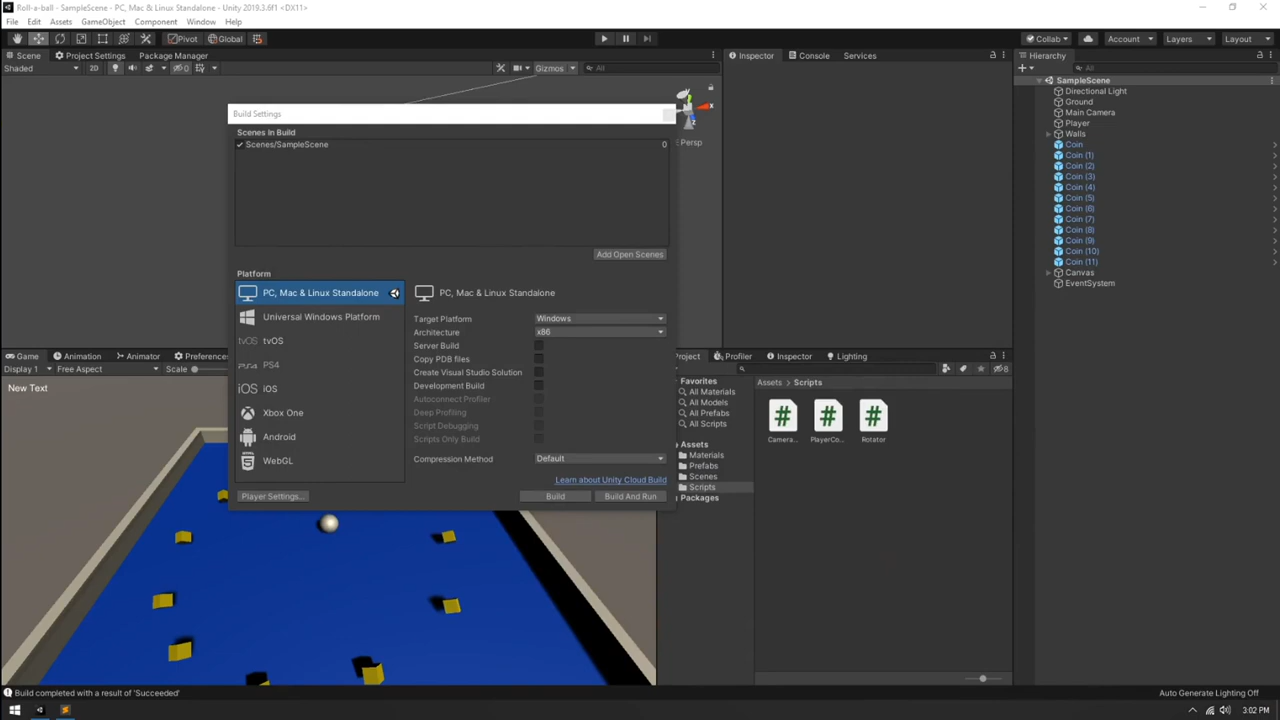 Roll-a-ball - SampleScene - PC, Mac & Linux Standalone - Unity 2019.3.6f1 <DX11>
File Edit Assets GameObject Component Window Help
Pivot Global Collab Account Layers Layout
Scene Project Settings Package Manager
Shaded 2D 0 Gizmos All
Build Settings
Scenes In Build
Scenes/SampleScene 0
Add Open Scenes
Platform
PC, Mac & Linux Standalone
Universal Windows Platform
tvOS tvOS
PS4
iOS iOS
Xbox One
Android
WebGL
Player Settings...
PC, Mac & Linux Standalone
Target Platform Windows
Architecture x86
Server Build
Copy PDB files
Create Visual Studio Solution
Development Build
Autoconnect Profiler
Deep Profiling
Script Debugging
Scripts Only Build
Compression Method Default
Learn about Unity Cloud Build
Build Build And Run
x
z
Persp
Inspector Console Services
Hierarchy
All
SampleScene
Directional Light
Ground
Main Camera
Player
Walls
Coin
Coin (1)
Coin (2)
Coin (3)
Coin (4)
Coin (5)
Coin (6)
Coin (7)
Coin (8)
Coin (9)
Coin (10)
Coin (11)
Canvas
EventSystem
Game Animation Animator Preferences
Display 1 Free Aspect Scale
New Text
Project Profiler Inspector Lighting
8
Favorites
All Materials
All Models
All Prefabs
All Scripts
Assets
Materials
Prefabs
Scenes
Scripts
Packages
Assets > Scripts
Camera...
PlayerCo...
Rotator
Build completed with a result of 'Succeeded'
Auto Generate Lighting Off
3:02 PM